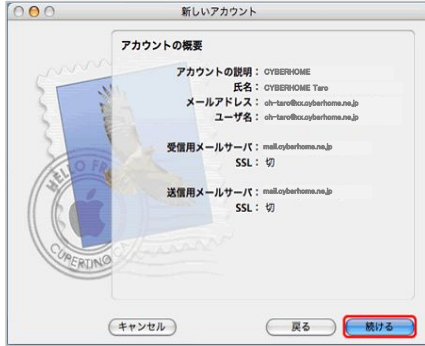 新しいアカウント
アカウントの概要
アカウントの説明： CYBERHOME
氏名： CYBERHOME Taro
メールアドレス： ch-taro@xx.cyberhome.ne.jp
ユーザ名： ch-taro@xx.cyberhome.ne.jp
受信用メールサーバ： mail.cyberhome.ne.jp
SSL： 切
送信用メールサーバ： mail.cyberhome.ne.jp
SSL： 切
HELLO FR
CUPERTINO CA
キャンセル
戻る
続ける